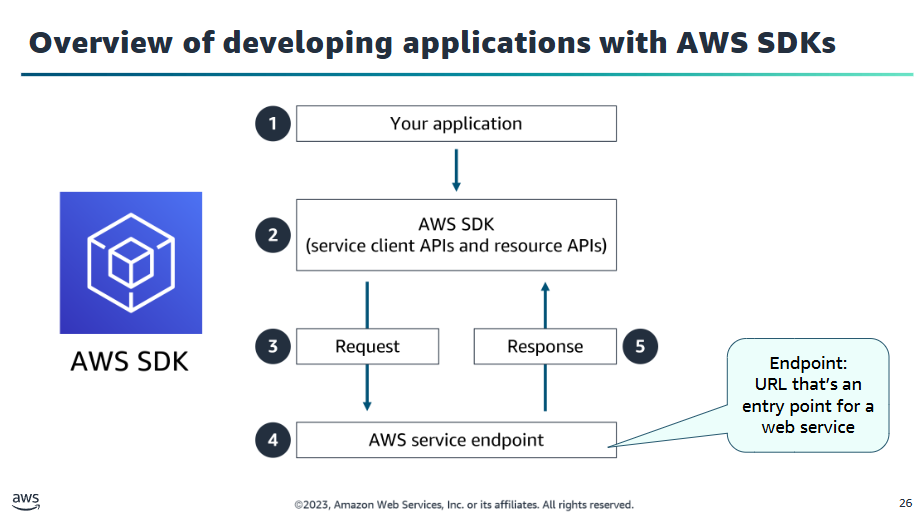 Overview of developing applications with AWS SDKs
1
Your application
2
AWS SDK
(service client APIs and resource APIs)
AWS SDK
3
Request
Response
5
Endpoint:
URL that's an
entry point for a
web service
4
AWS service endpoint
aws
©2023, Amazon Web Services, Inc. or its affiliates. All rights reserved.
26